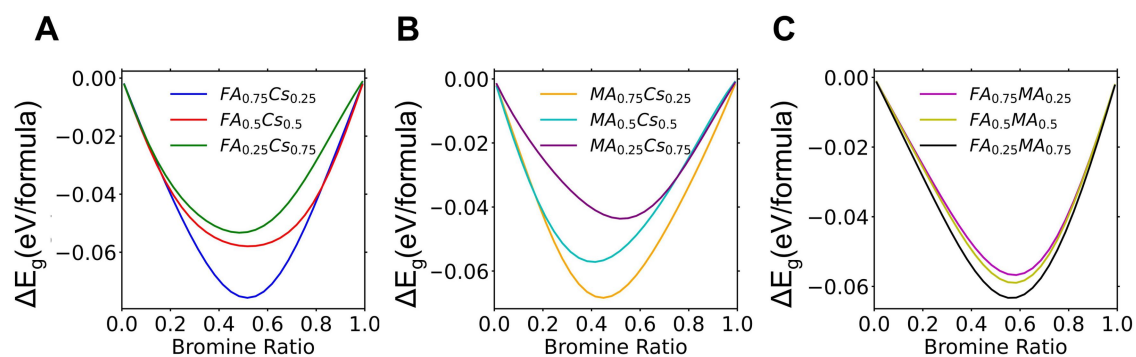 A
B
C
0.00
−0.02
−0.04
−0.06
ΔEg(eV/formula)
FA0.75Cs0.25
FA0.5Cs0.5
FA0.25Cs0.75
0.0 0.2 0.4 0.6 0.8 1.0
Bromine Ratio
0.00
−0.02
−0.04
−0.06
ΔEg(eV/formula)
MA0.75Cs0.25
MA0.5Cs0.5
MA0.25Cs0.75
0.0 0.2 0.4 0.6 0.8 1.0
Bromine Ratio
0.00
−0.02
−0.04
−0.06
ΔEg(eV/formula)
FA0.75MA0.25
FA0.5MA0.5
FA0.25MA0.75
0.0 0.2 0.4 0.6 0.8 1.0
Bromine Ratio